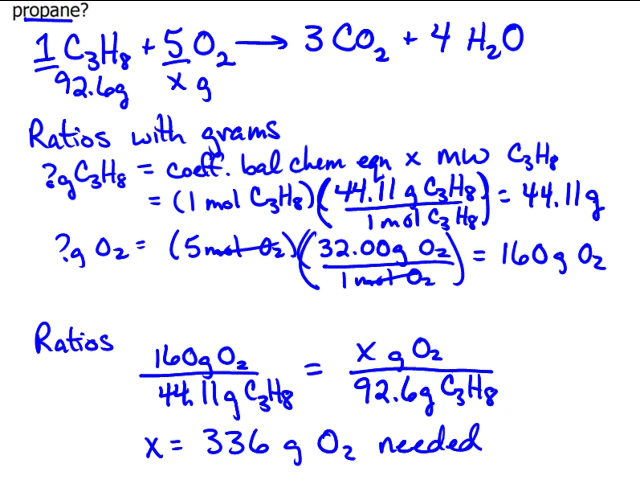 propane?
1 C₃H₈ + 5 O₂ → 3 CO₂ + 4 H₂O
92.6g x g
Ratios with grams
?g C₃H₈ = coeff. bal chem eqn x MW C₃H₈
= (1 mol C₃H₈) (44.11 g C₃H₈ / 1 mol C₃H₈) = 44.11g
?g O₂ = (5 mol O₂) (32.00g O₂ / 1 mol O₂) = 160g O₂
Ratios 160g O₂ / 44.11g C₃H₈ = x g O₂ / 92.6g C₃H₈
x = 336 g O₂ needed